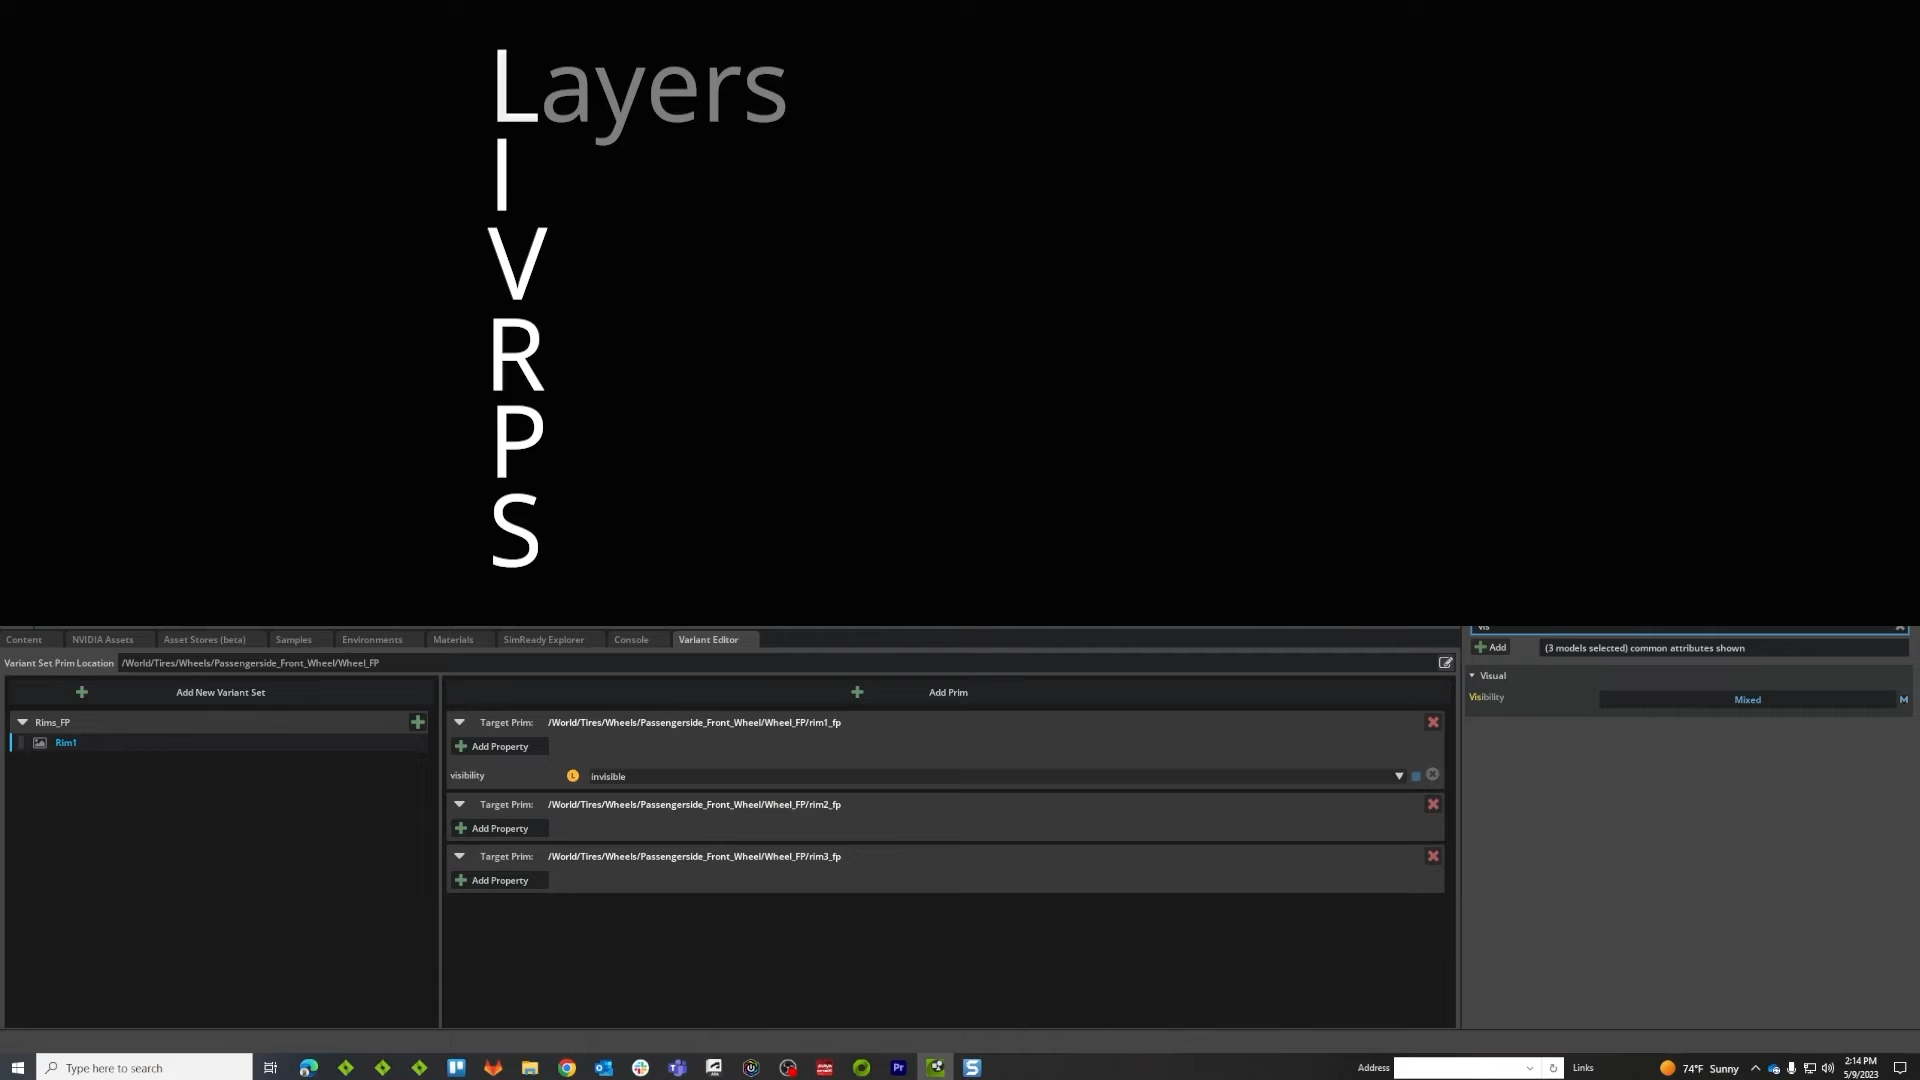 Layers
I
V
R
P
S
Content NVIDIA Assets Asset Stores (beta) Samples Environments Materials SimReady Explorer Console Variant Editor
Variant Set Prim Location /World/Tires/Wheels/Passengerside_Front_Wheel/Wheel_FP
Add (3 models selected) common attributes shown
Visual
Visibility Mixed M
Add New Variant Set
Rims_FP
Rim1
Add Prim
Target Prim: /World/Tires/Wheels/Passengerside_Front_Wheel/Wheel_FP/rim1_fp
Add Property
visibility L invisible
Target Prim: /World/Tires/Wheels/Passengerside_Front_Wheel/Wheel_FP/rim2_fp
Add Property
Target Prim: /World/Tires/Wheels/Passengerside_Front_Wheel/Wheel_FP/rim3_fp
Add Property
Type here to search
Pr
S
Address
Links
74°F Sunny
2:14 PM
5/9/2023